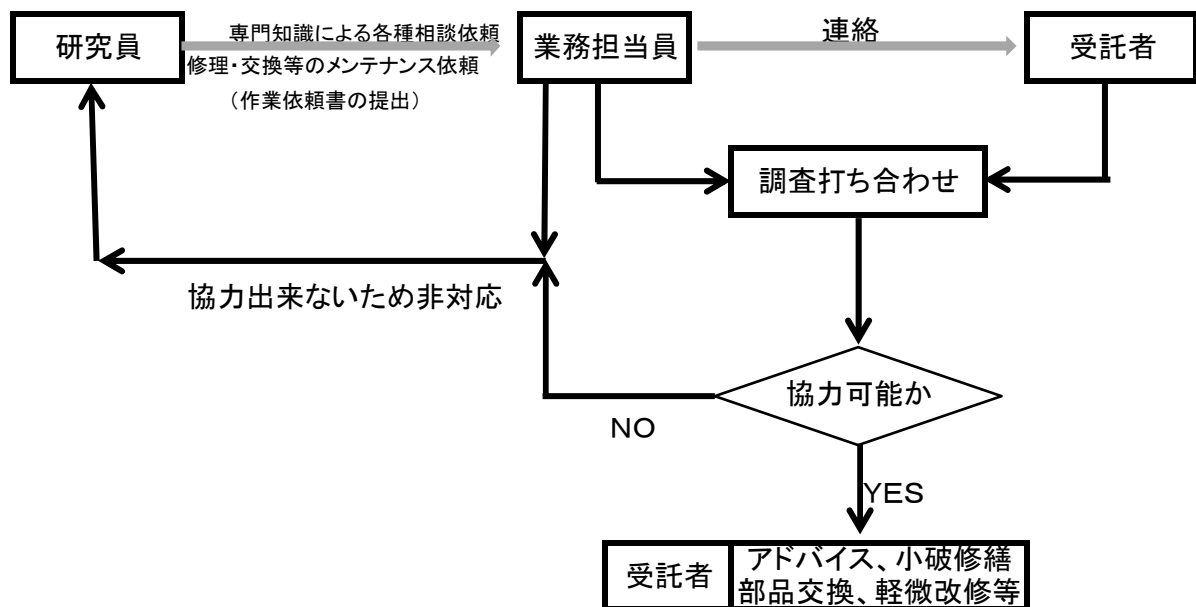 研究員
専門知識による各種相談依頼
修理・交換等のメンテナンス依頼
（作業依頼書の提出）
業務担当員
連絡
受託者
調査打ち合わせ
協力出来ないため非対応
協力可能か
NO
YES
受託者
アドバイス、小破修繕
部品交換、軽微改修等